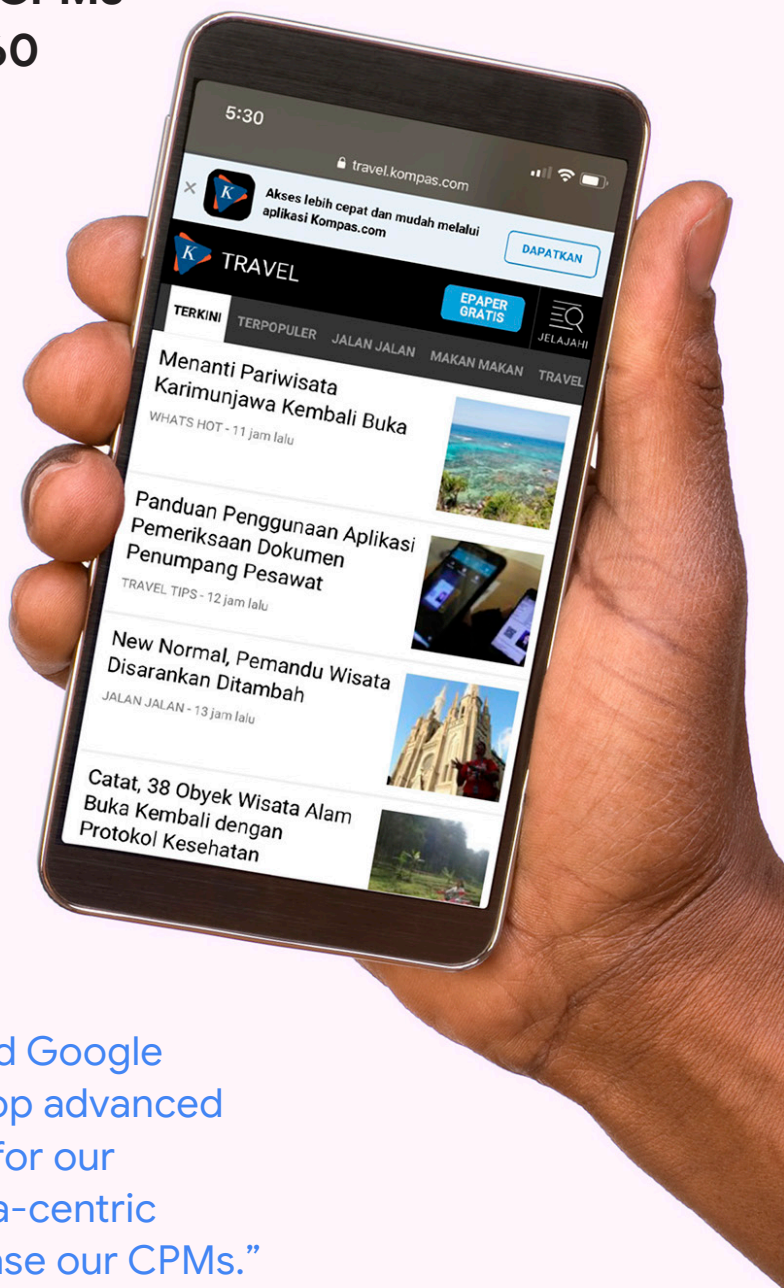 60
5:30
travel.kompas.com
K
Akses lebih cepat dan mudah melalui
aplikasi Kompas.com
DAPATKAN
K TRAVEL
EPAPER
GRATIS
JELAJAHI
TERKINI TERPOPULER JALAN JALAN MAKAN MAKAN TRAVEL
Menanti Pariwisata
Karimunjawa Kembali Buka
WHATS HOT - 11 jam lalu
Panduan Penggunaan Aplikasi
Pemeriksaan Dokumen
Penumpang Pesawat
TRAVEL TIPS - 12 jam lalu
New Normal, Pemandu Wisata
Disarankan Ditambah
JALAN JALAN - 13 jam lalu
Catat, 38 Obyek Wisata Alam
Buka Kembali dengan
Protokol Kesehatan
d Google
op advanced
for our
a-centric
ase our CPMs.”